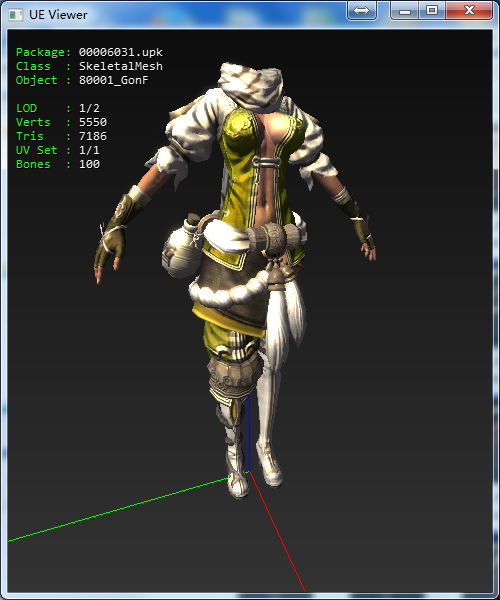 UE Viewer
Package: 00006031.upk
Class  : SkeletalMesh
Object : 80001_GonF
LOD    : 1/2
Verts  : 5550
Tris   : 7186
UV Set : 1/1
Bones  : 100